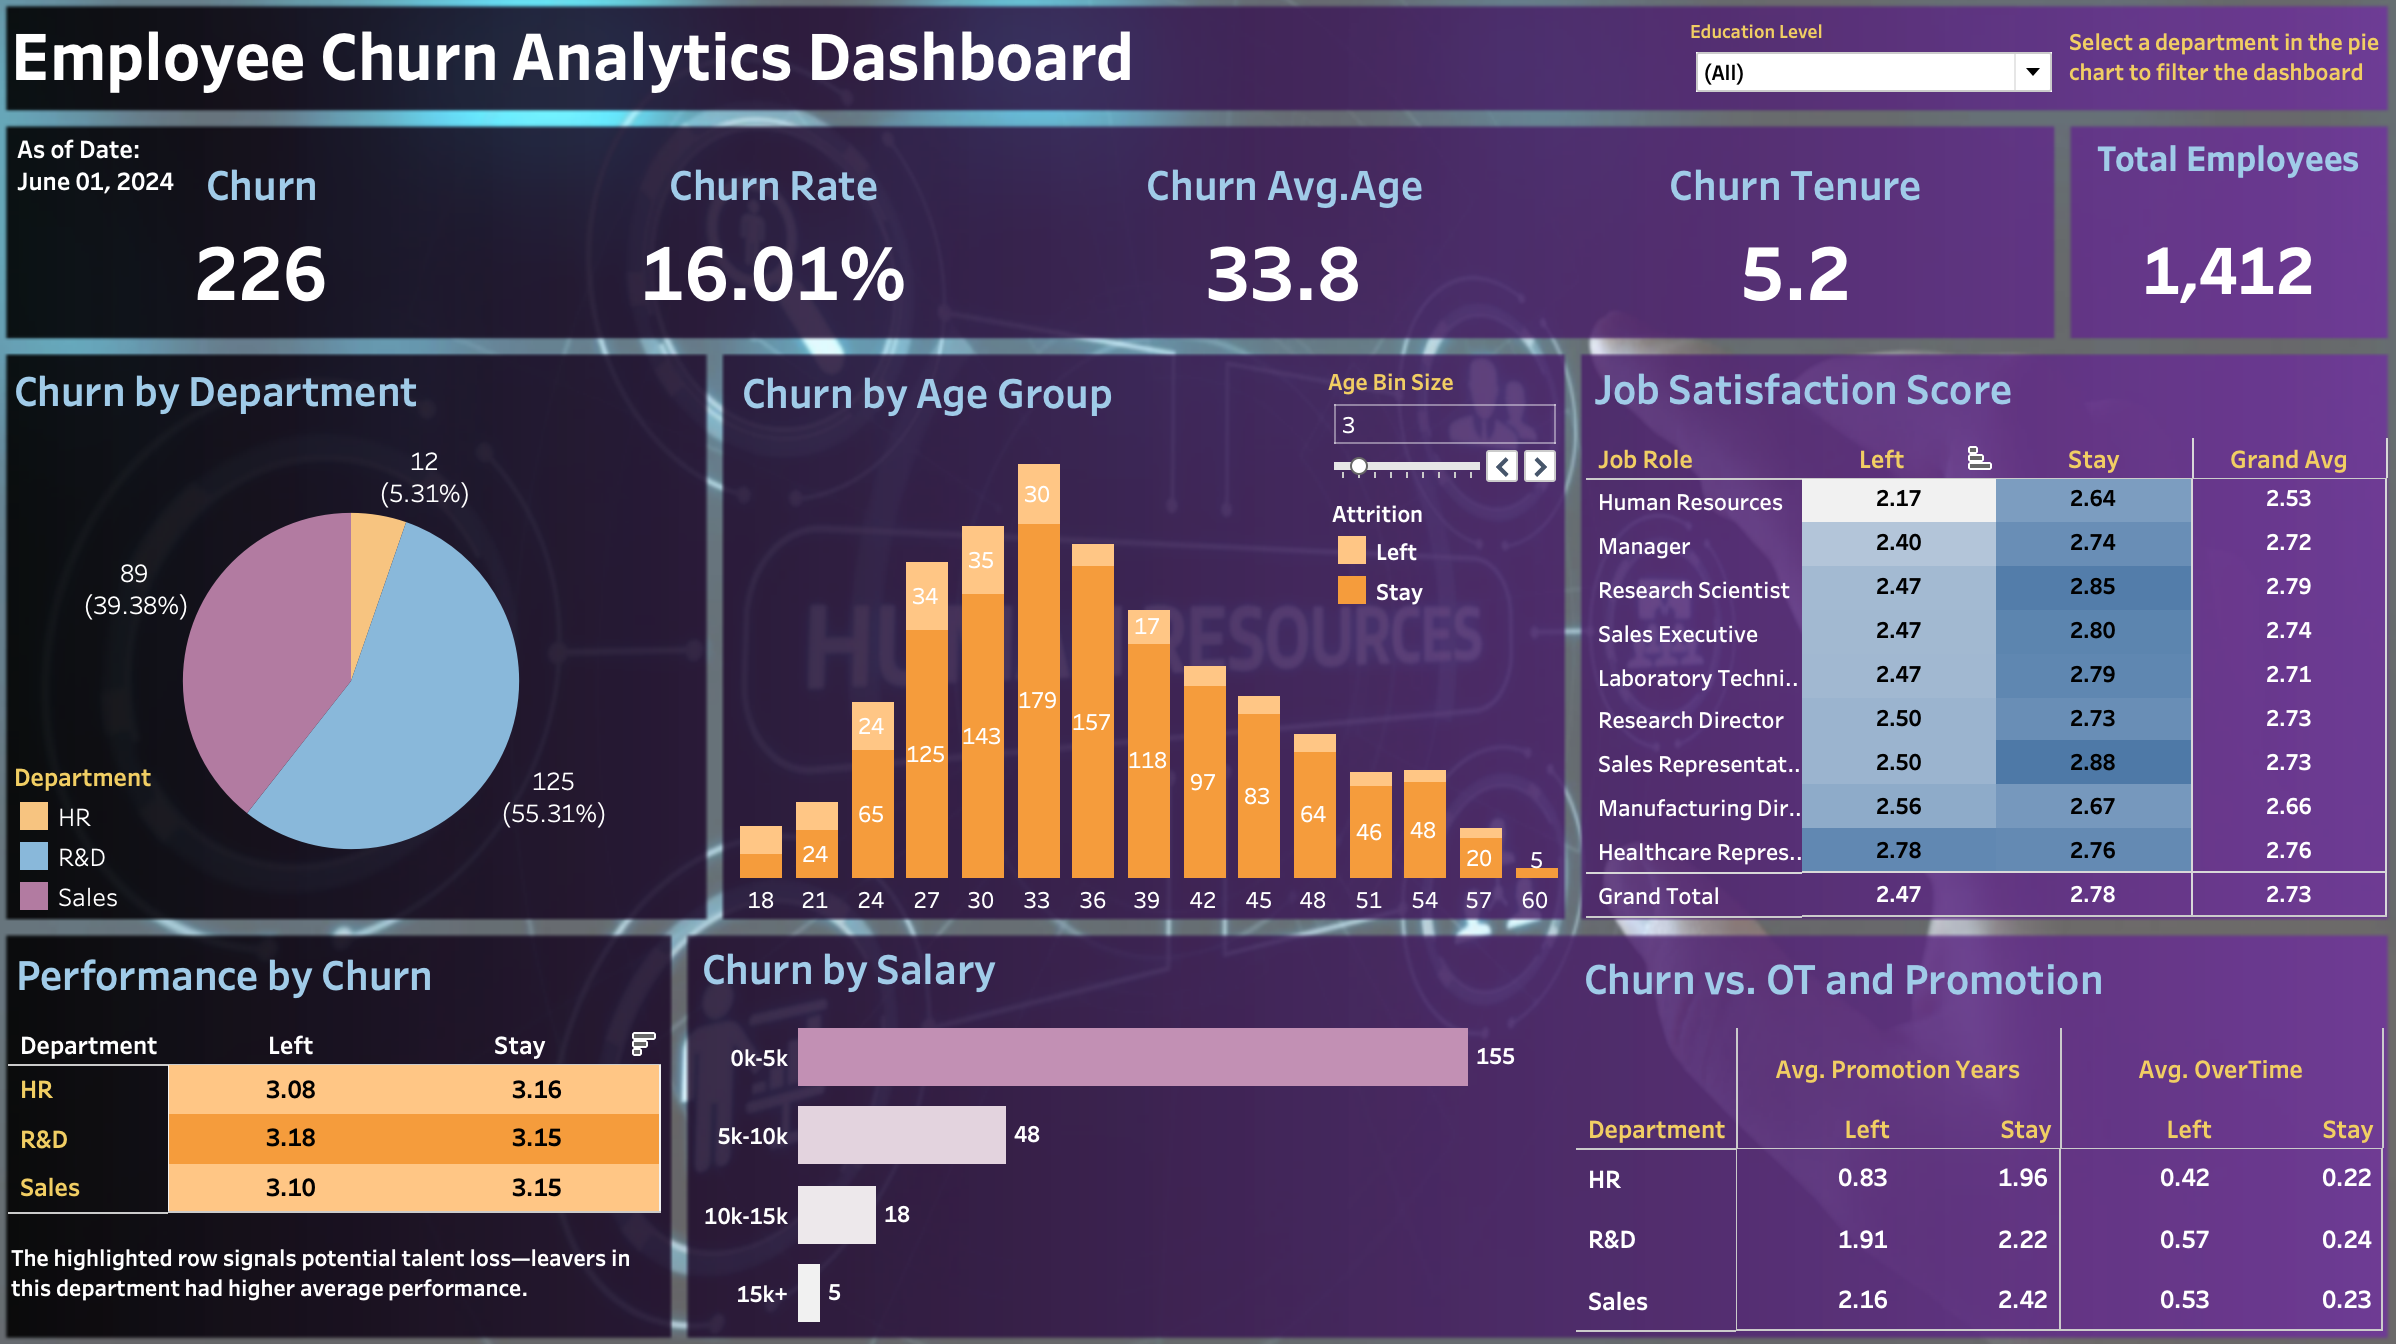 Employee Churn Analytics Dashboard
Education Level
(All)
Select a department in the pie
chart to filter the dashboard
As of Date:
June 01, 2024
Churn
226
Churn Rate
16.01%
Churn Avg.Age
33.8
Churn Tenure
5.2
Total Employees
1,412
Churn by Department
12
(5.31%)
89
(39.38%)
125
(55.31%)
Department
HR
R&D
Sales
Churn by Age Group
Age Bin Size
3
Attrition
Left
Stay
HUMAN RESOURCES
30
35
34
17
24
179
157
143
125
118
97
83
65
64
46
48
24
20
5
18 21 24 27 30 33 36 39 42 45 48 51 54 57 60
Job Satisfaction Score
Job Role Left Stay Grand Avg
Human Resources 2.17 2.64 2.53
Manager 2.40 2.74 2.72
Research Scientist 2.47 2.85 2.79
Sales Executive 2.47 2.80 2.74
Laboratory Techni.. 2.47 2.79 2.71
Research Director 2.50 2.73 2.73
Sales Representat.. 2.50 2.88 2.73
Manufacturing Dir.. 2.56 2.67 2.66
Healthcare Repres.. 2.78 2.76 2.76
Grand Total 2.47 2.78 2.73
Performance by Churn
Department Left Stay
HR 3.08 3.16
R&D 3.18 3.15
Sales 3.10 3.15
The highlighted row signals potential talent loss—leavers in
this department had higher average performance.
Churn by Salary
0k-5k 155
5k-10k 48
10k-15k 18
15k+ 5
Churn vs. OT and Promotion
Avg. Promotion Years Avg. OverTime
Department Left Stay Left Stay
HR 0.83 1.96 0.42 0.22
R&D 1.91 2.22 0.57 0.24
Sales 2.16 2.42 0.53 0.23